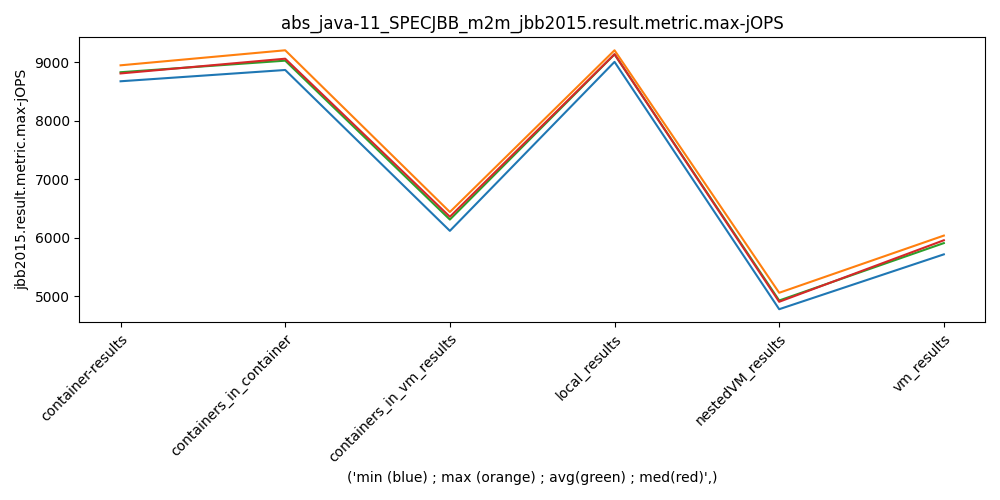 abs_java-11_SPECJBB_m2m_jbb2015.result.metric.max-jOPS
jbb2015.result.metric.max-jOPS
9000
8000
7000
6000
5000
container-results
containers_in_container
containers_in_vm_results
local_results
nestedVM_results
vm_results
('min (blue) ; max (orange) ; avg(green) ; med(red)',)